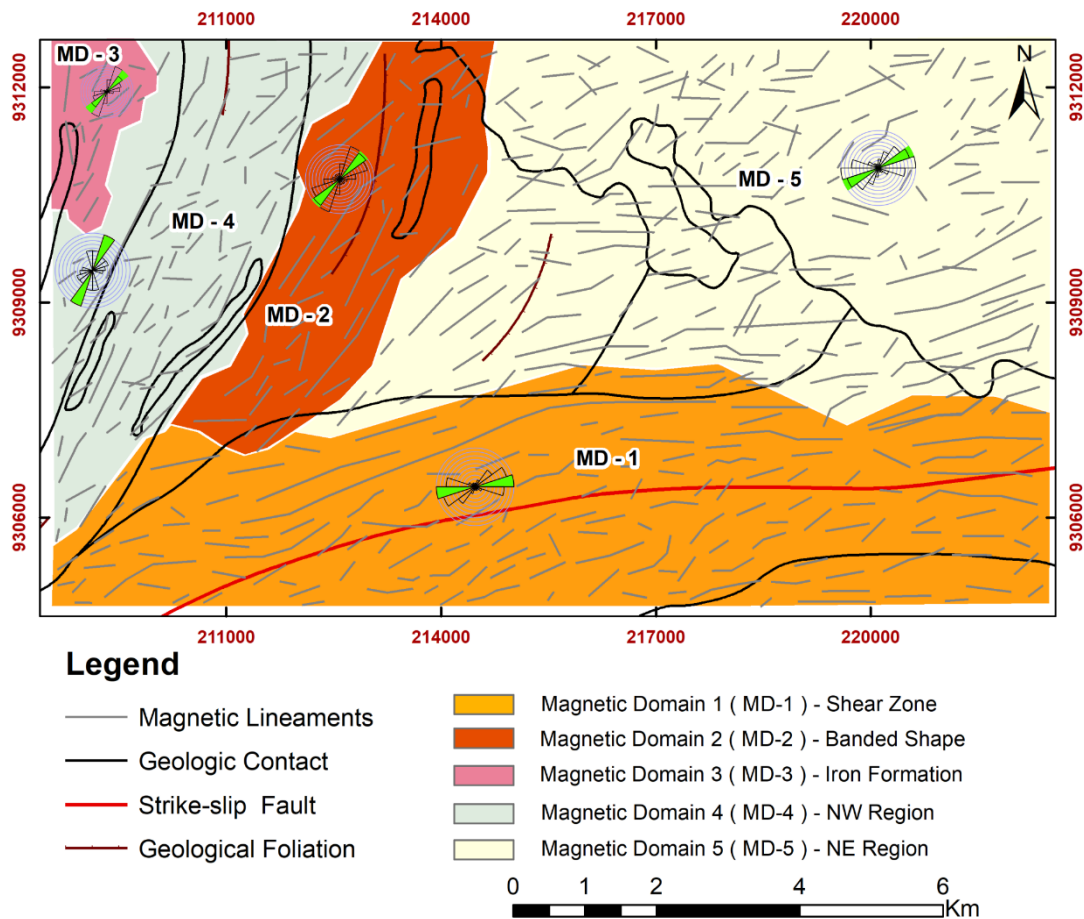 211000 214000 217000 220000
MD - 3
N
9312000
9312000
MD - 5
MD - 4
9309000
9309000
MD - 2
MD - 1
9306000
9306000
211000 214000 217000 220000
Legend
Magnetic Lineaments
Geologic Contact
Strike-slip Fault
Geological Foliation
Magnetic Domain 1 ( MD-1 ) - Shear Zone
Magnetic Domain 2 ( MD-2 ) - Banded Shape
Magnetic Domain 3 ( MD-3 ) - Iron Formation
Magnetic Domain 4 ( MD-4 ) - NW Region
Magnetic Domain 5 ( MD-5 ) - NE Region
0 1 2 4 6
Km